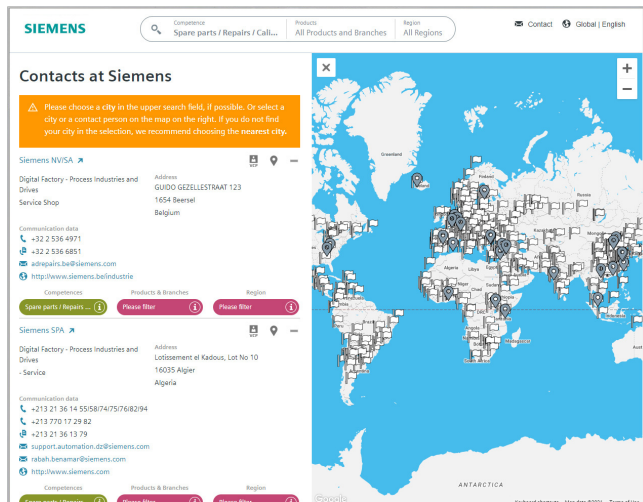 SIEMENS
Competence
Spare parts / Repairs / Cali...
Products
All Products and Branches
Region
All Regions
Contact
Global | English
Contacts at Siemens
Please choose a city in the upper search field, if possible. Or select a
city or a contact person on the map on the right. If you do not find
your city in the selection, we recommend choosing the nearest city.
Siemens NV/SA
Digital Factory - Process Industries and
Drives
Service Shop
Address
GUIDO GEZELLESTRAAT 123
1654 Beersel
Belgium
Communication data
+32 2 536 4971
+32 2 536 6851
adrepairs.be@siemens.com
http://www.siemens.be/industrie
Competences
Products & Branches
Region
Spare parts / Repairs ...
Please filter
Please filter
Siemens SPA
Digital Factory - Process Industries and
Drives
- Service
Address
Lotissement el Kadous, Lot No 10
16035 Algier
Algeria
Communication data
+213 21 36 14 55/58/74/75/76/82/94
+213 770 17 29 82
+213 21 36 13 79
support.automation.dz@siemens.com
rabah.benamar@siemens.com
http://www.siemens.com
Competences
Products & Branches
Region
Greenland
Finland
Russia
Algeria
Libya
Madagascar
Indonesia
ANTARCTICA
Google